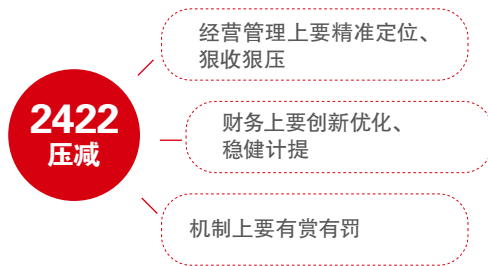 经营管理上要精准定位、
狠收狠压
2422
压减
财务上要创新优化、
稳健计提
机制上要有赏有罚